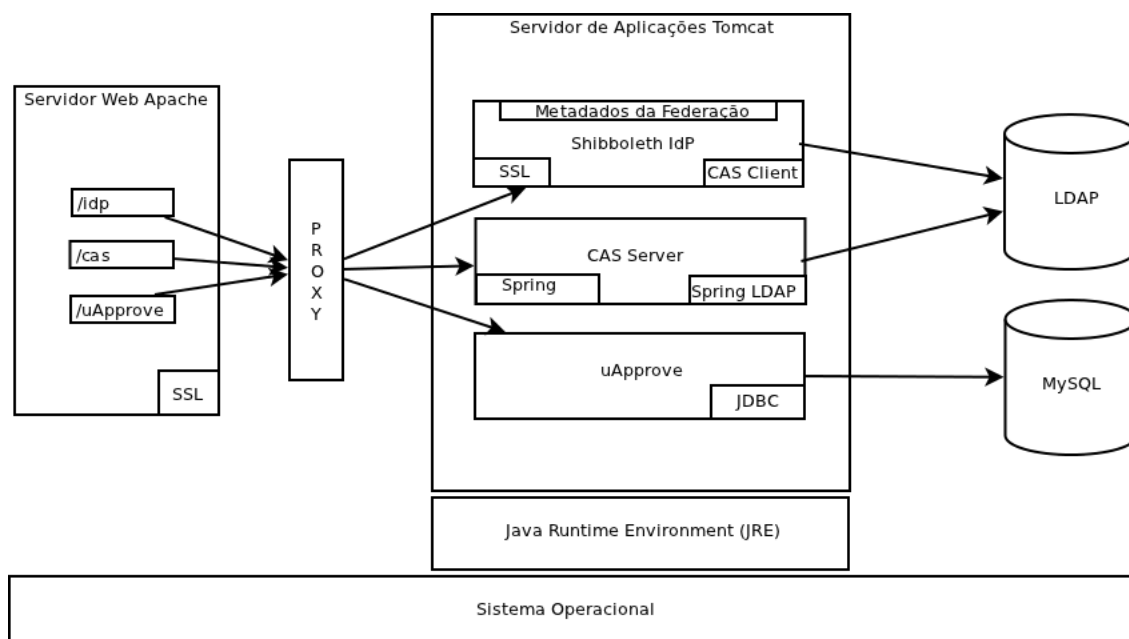 Servidor de Aplicações Tomcat
Servidor Web Apache
/idp
/cas
/uApprove
SSL
P
R
O
X
Y
Metadados da Federação
Shibboleth IdP
SSL
CAS Client
CAS Server
Spring
Spring LDAP
uApprove
JDBC
LDAP
MySQL
Java Runtime Environment (JRE)
Sistema Operacional